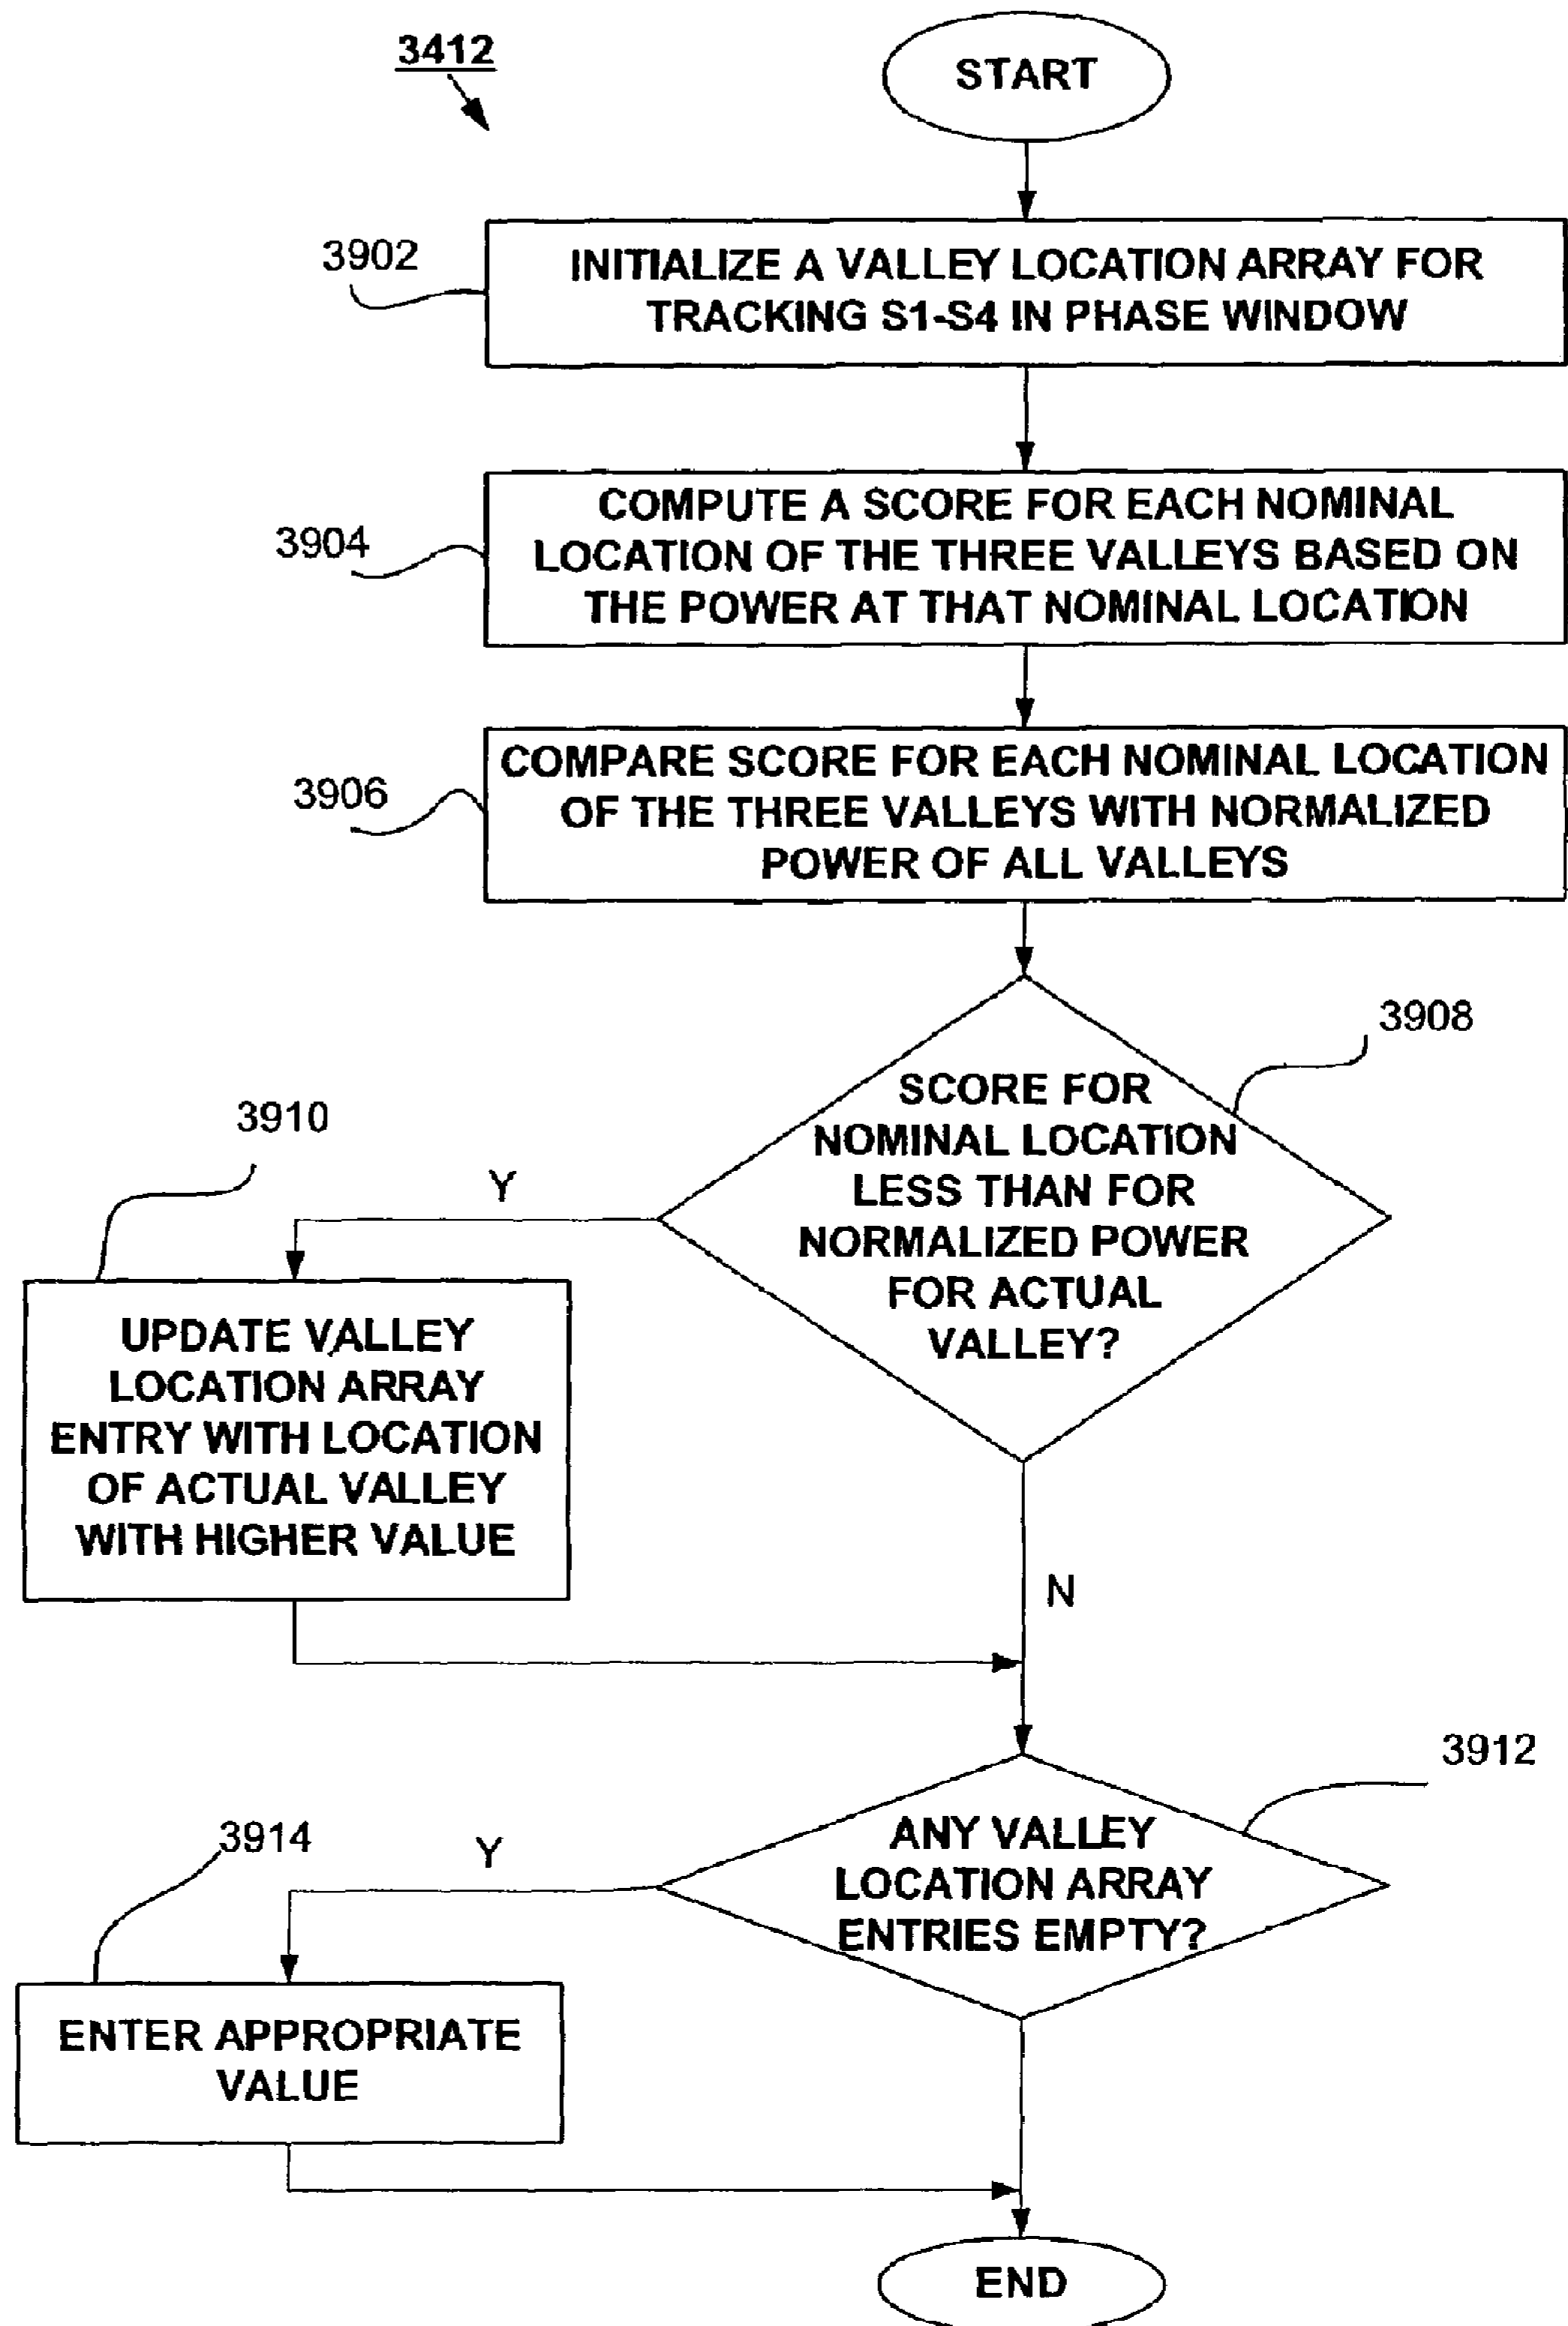 3412
START
3902
INITIALIZE A VALLEY LOCATION ARRAY FOR
TRACKING S1-S4 IN PHASE WINDOW
3904
COMPUTE A SCORE FOR EACH NOMINAL
LOCATION OF THE THREE VALLEYS BASED ON
THE POWER AT THAT NOMINAL LOCATION
3906
COMPARE SCORE FOR EACH NOMINAL LOCATION
OF THE THREE VALLEYS WITH NORMALIZED
POWER OF ALL VALLEYS
3908
SCORE FOR
NOMINAL LOCATION
LESS THAN FOR
NORMALIZED POWER
FOR ACTUAL
VALLEY?
3910
Y
UPDATE VALLEY
LOCATION ARRAY
ENTRY WITH LOCATION
OF ACTUAL VALLEY
WITH HIGHER VALUE
N
3912
ANY VALLEY
LOCATION ARRAY
ENTRIES EMPTY?
3914
Y
ENTER APPROPRIATE
VALUE
END